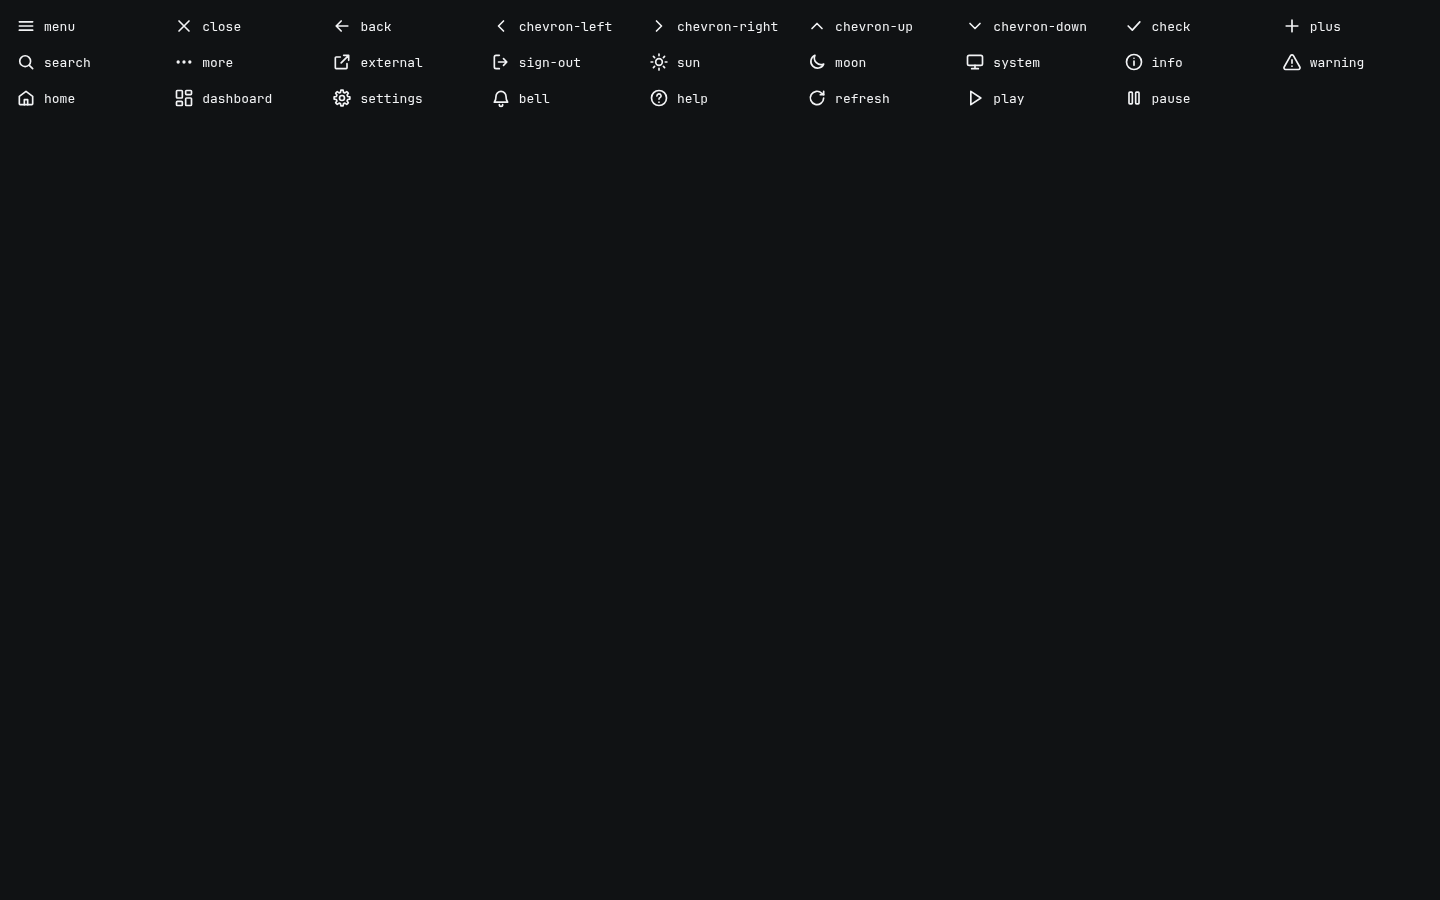 menu close back chevron-left chevron-right chevron-up chevron-down check plus
search more external sign-out sun moon system info warning
home dashboard settings bell help refresh play pause